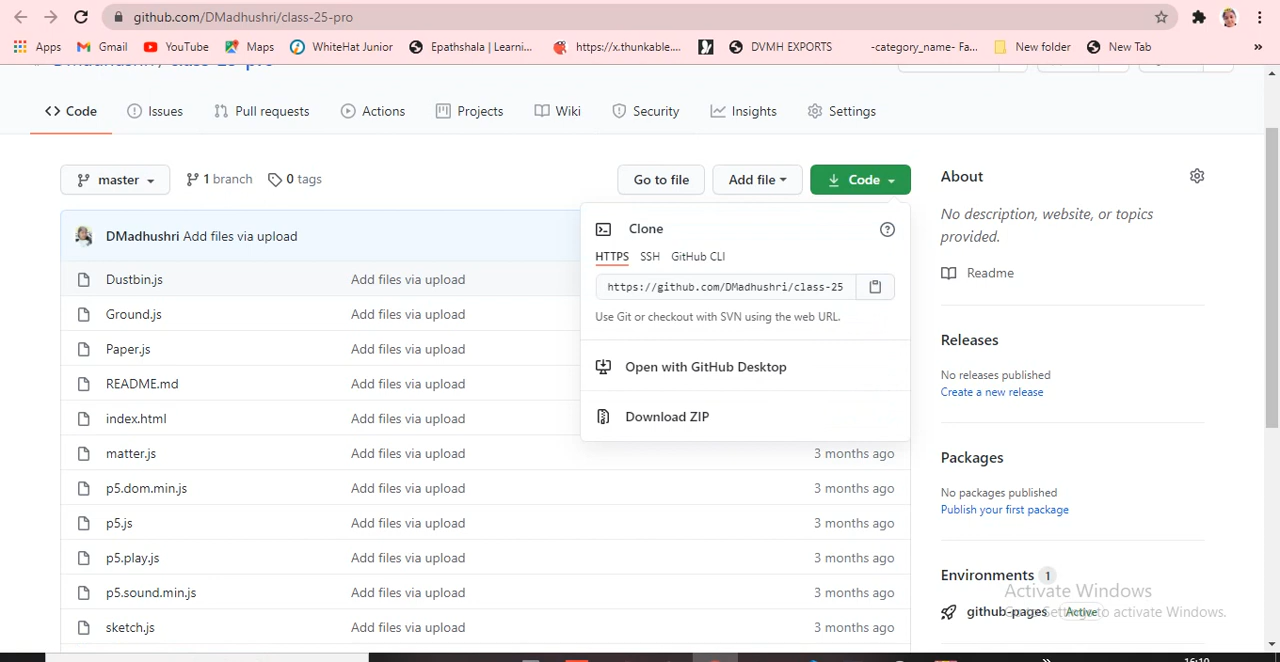 github.com/DMadhushri/class-25-pro
Apps Gmail YouTube Maps WhiteHat Junior Epathshala | Learni... https://x.thunkable.... DVMH EXPORTS -category_name- Fa... New folder New Tab »
DMadhushri / class-25-pro
Code Issues Pull requests Actions Projects Wiki Security Insights Settings
master 1 branch 0 tags Go to file Add file Code
About
No description, website, or topics
provided.
Readme
DMadhushri Add files via upload
Clone
HTTPS SSH GitHub CLI
https://github.com/DMadhushri/class-25
Use Git or checkout with SVN using the web URL.
Open with GitHub Desktop
Download ZIP
Dustbin.js Add files via upload
Ground.js Add files via upload
Paper.js Add files via upload
README.md Add files via upload
index.html Add files via upload
matter.js Add files via upload 3 months ago
p5.dom.min.js Add files via upload 3 months ago
p5.js Add files via upload 3 months ago
p5.play.js Add files via upload 3 months ago
p5.sound.min.js Add files via upload 3 months ago
sketch.js Add files via upload 3 months ago
Releases
No releases published
Create a new release
Packages
No packages published
Publish your first package
Environments 1
github-pages Active
Activate Windows
Go to Settings to activate Windows.
16:19